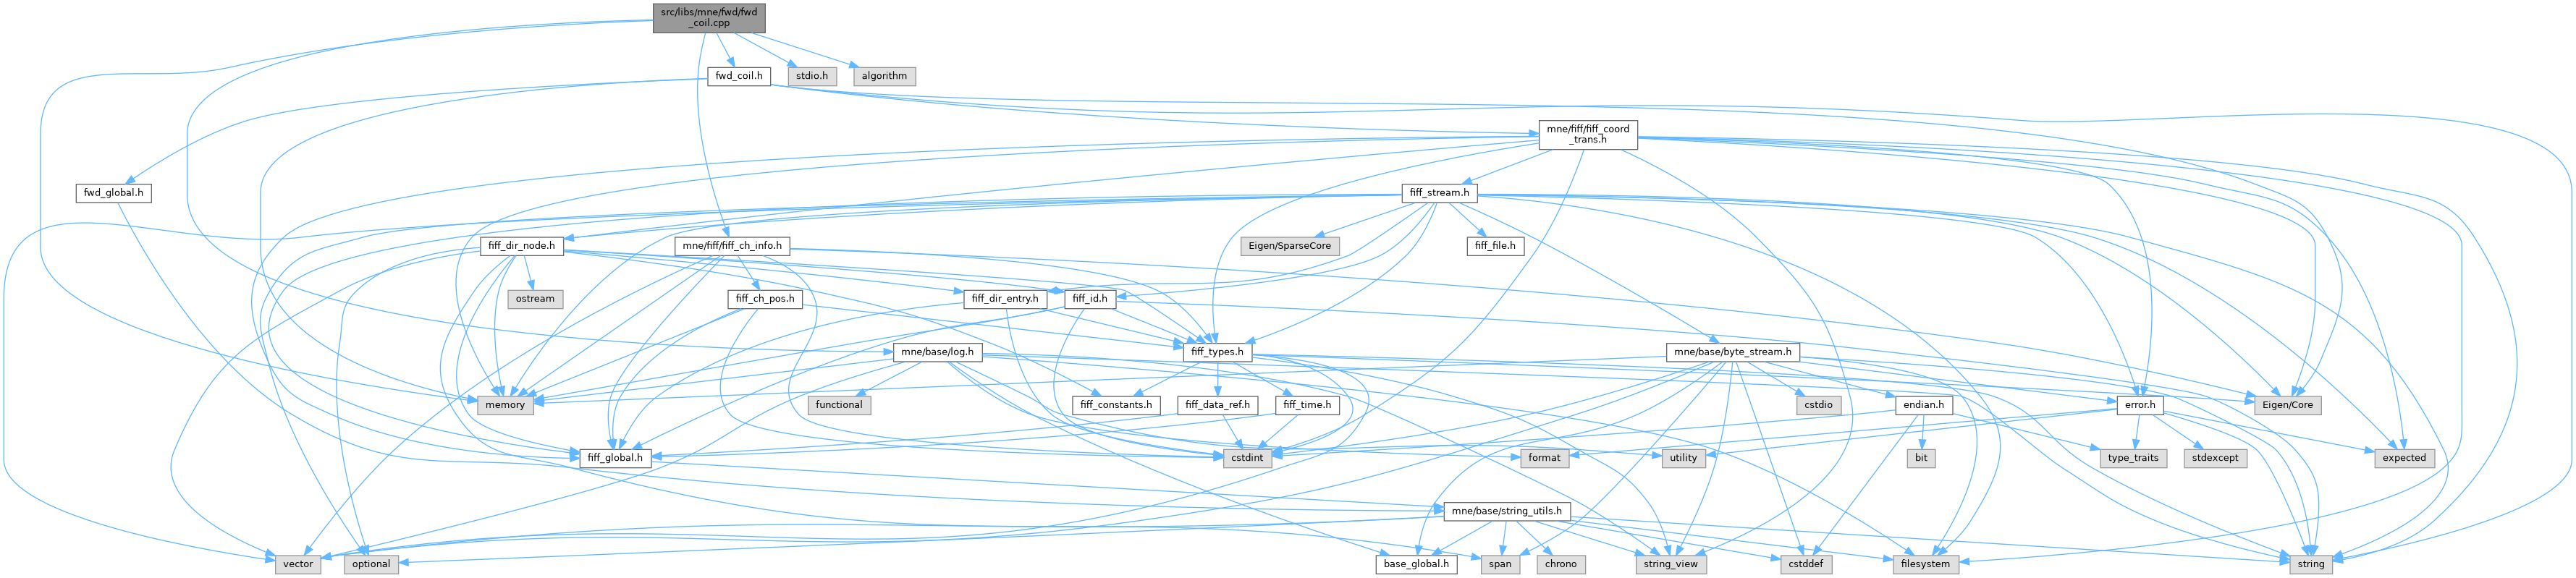 src/libs/mne/fwd/fwd
_coil.cpp
fwd_coil.h
stdio.h
algorithm
mne/fiff/fiff_coord
_trans.h
fwd_global.h
fiff_stream.h
fiff_dir_node.h
mne/fiff/fiff_ch_info.h
Eigen/SparseCore
fiff_file.h
ostream
fiff_ch_pos.h
fiff_dir_entry.h
fiff_id.h
mne/base/log.h
fiff_types.h
mne/base/byte_stream.h
memory
functional
fiff_constants.h
fiff_data_ref.h
fiff_time.h
cstdio
endian.h
error.h
Eigen/Core
fiff_global.h
cstdint
format
utility
bit
type_traits
stdexcept
expected
mne/base/string_utils.h
vector
optional
base_global.h
span
chrono
string_view
cstddef
filesystem
string